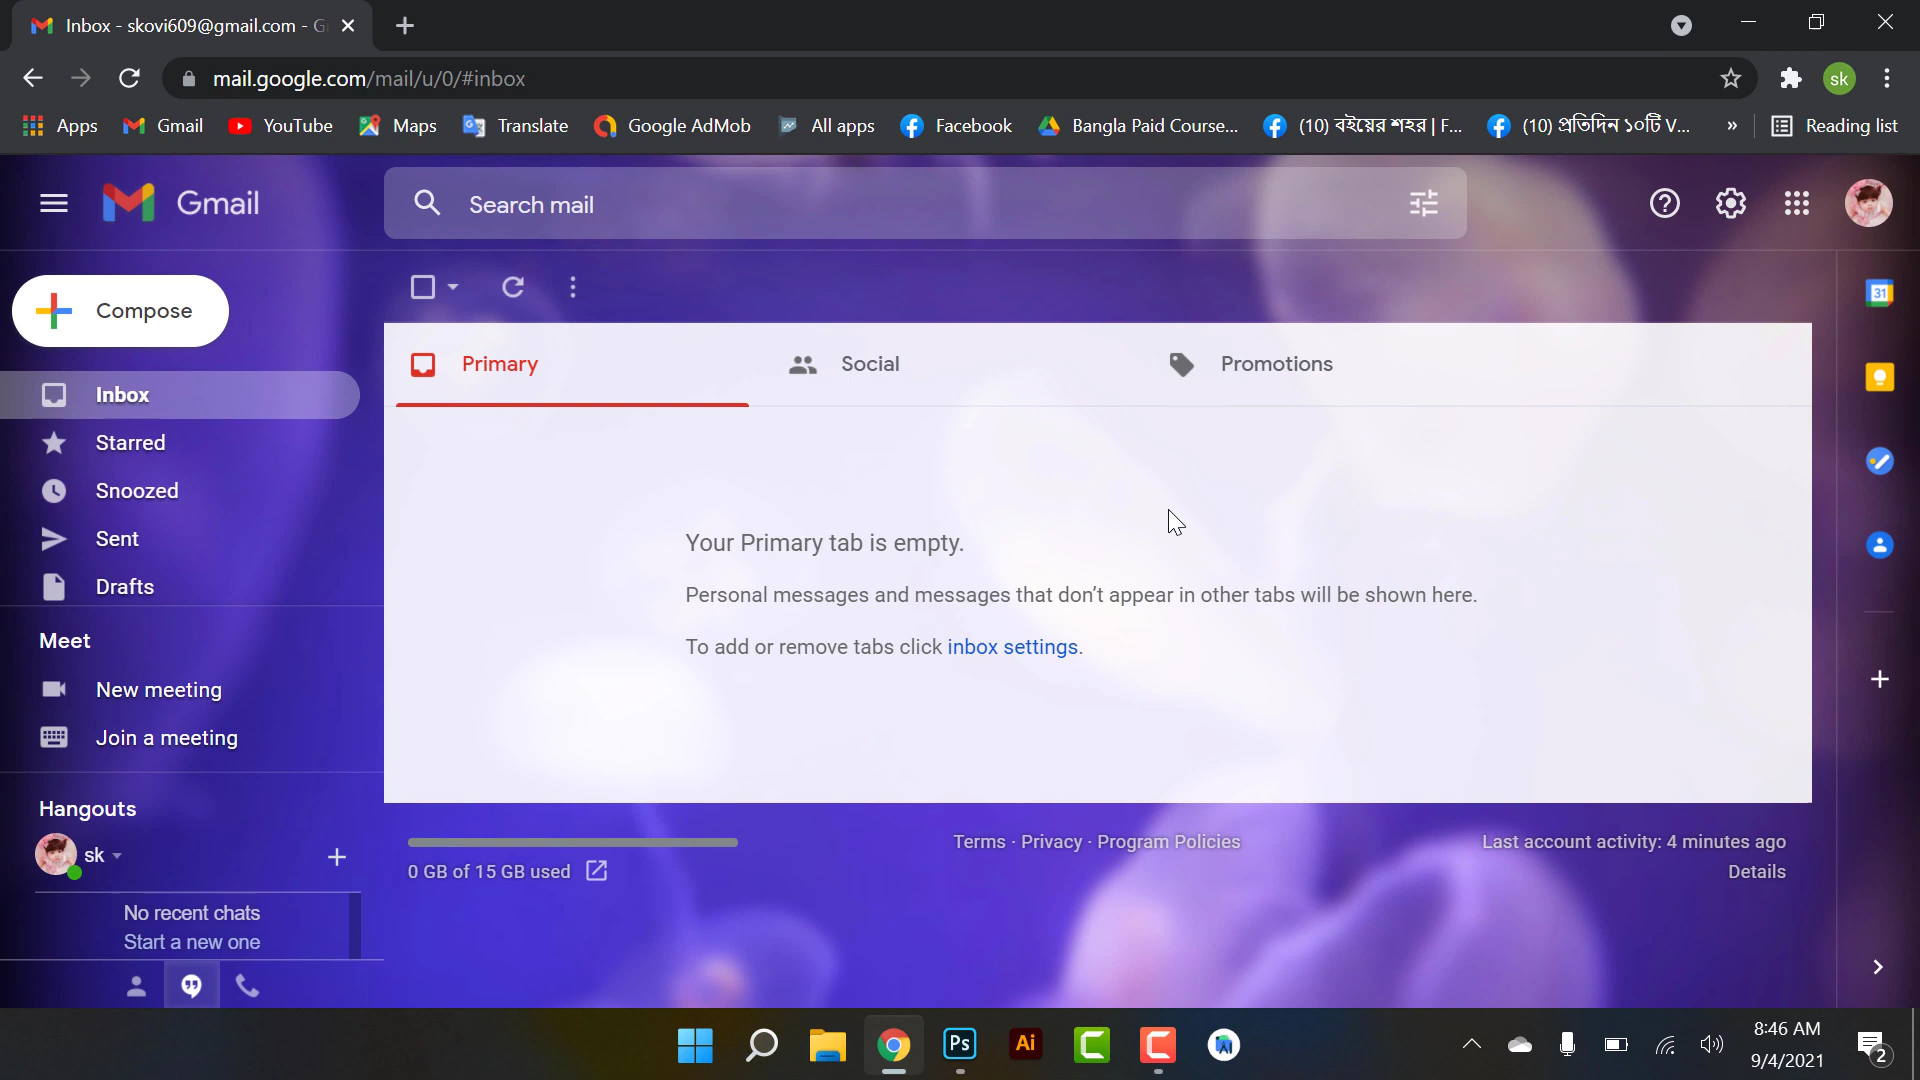 Inbox - skovi609@gmail.com - G
mail.google.com/mail/u/0/#inbox
sk
Apps
Gmail
YouTube
Maps
Translate
Google AdMob
All apps
Facebook
Bangla Paid Course...
(10) বইয়ের শহর | F...
(10) প্রতিদিন ১০টি V...
»
Reading list
Gmail
Search mail
Compose
Inbox
Starred
Snoozed
Sent
Drafts
Meet
New meeting
Join a meeting
Hangouts
sk
No recent chats
Start a new one
Primary
Social
Promotions
Your Primary tab is empty.
Personal messages and messages that don't appear in other tabs will be shown here.
To add or remove tabs click inbox settings.
0 GB of 15 GB used
Terms · Privacy · Program Policies
Last account activity: 4 minutes ago
Details
31
Ps
Ai
8:46 AM
9/4/2021
2